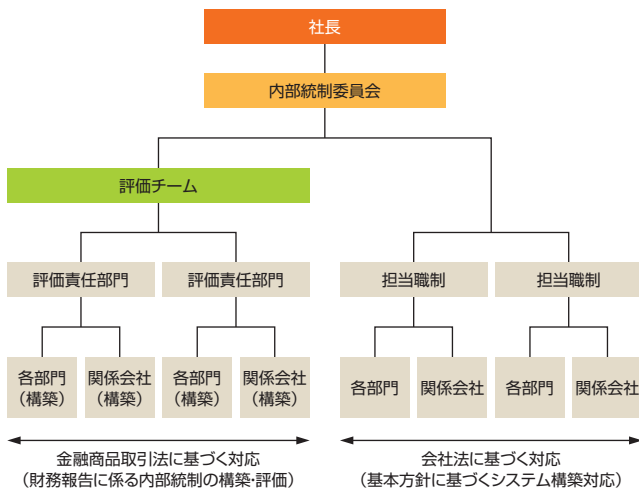 社長
内部統制委員会
評価チーム
評価責任部門
評価責任部門
担当職制
担当職制
各部門
(構築)
関係会社
(構築)
各部門
(構築)
関係会社
(構築)
各部門
関係会社
各部門
関係会社
金融商品取引法に基づく対応
(財務報告に係る内部統制の構築・評価)
会社法に基づく対応
(基本方針に基づくシステム構築対応)